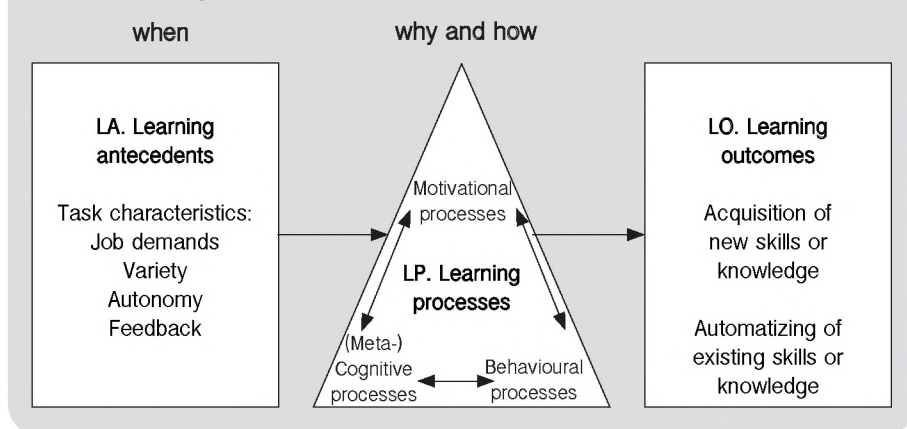 when
why and how
LA. Learning
antecedents
Task characteristics:
Job demands
Variety
Autonomy
Feedback
Motivational
processes
LP. Learning
processes
(Meta-)
Cognitive
processes
Behavioural
processes
LO. Learning
outcomes
Acquisition of
new skills or
knowledge
Automatizing of
existing skills or
knowledge